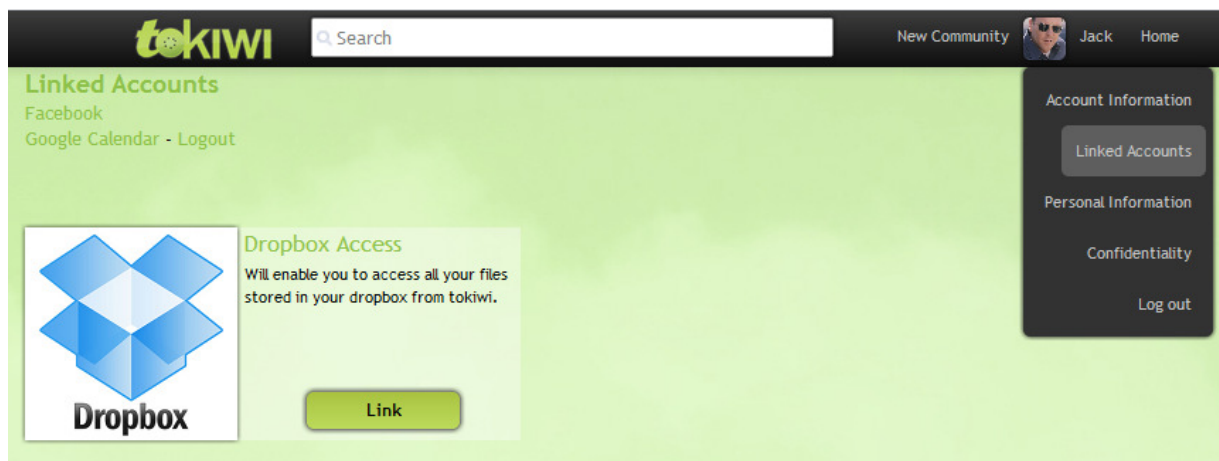 tokiwi Search New Community Jack Home
Linked Accounts
Facebook
Google Calendar - Logout
Account Information
Linked Accounts
Personal Information
Confidentiality
Log out
Dropbox Access
Will enable you to access all your files
stored in your dropbox from tokiwi.
Link
Dropbox